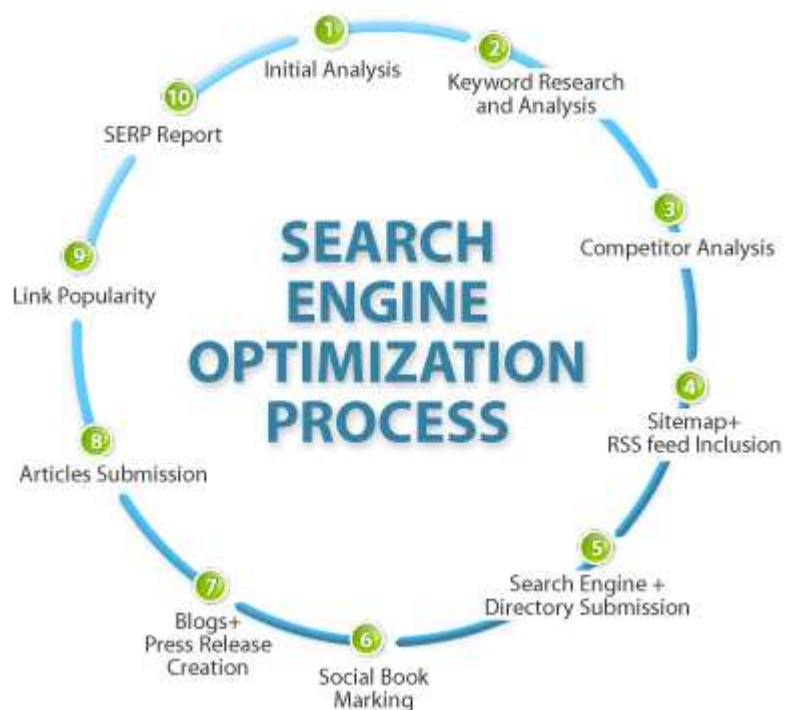 1
Initial Analysis
2
Keyword Research
and Analysis
3
Competitor Analysis
4
Sitemap+
RSS feed Inclusion
5
Search Engine +
Directory Submission
6
Social Book
Marking
7
Blogs+
Press Release
Creation
8
Articles Submission
9
Link Popularity
10
SERP Report
SEARCH
ENGINE
OPTIMIZATION
PROCESS